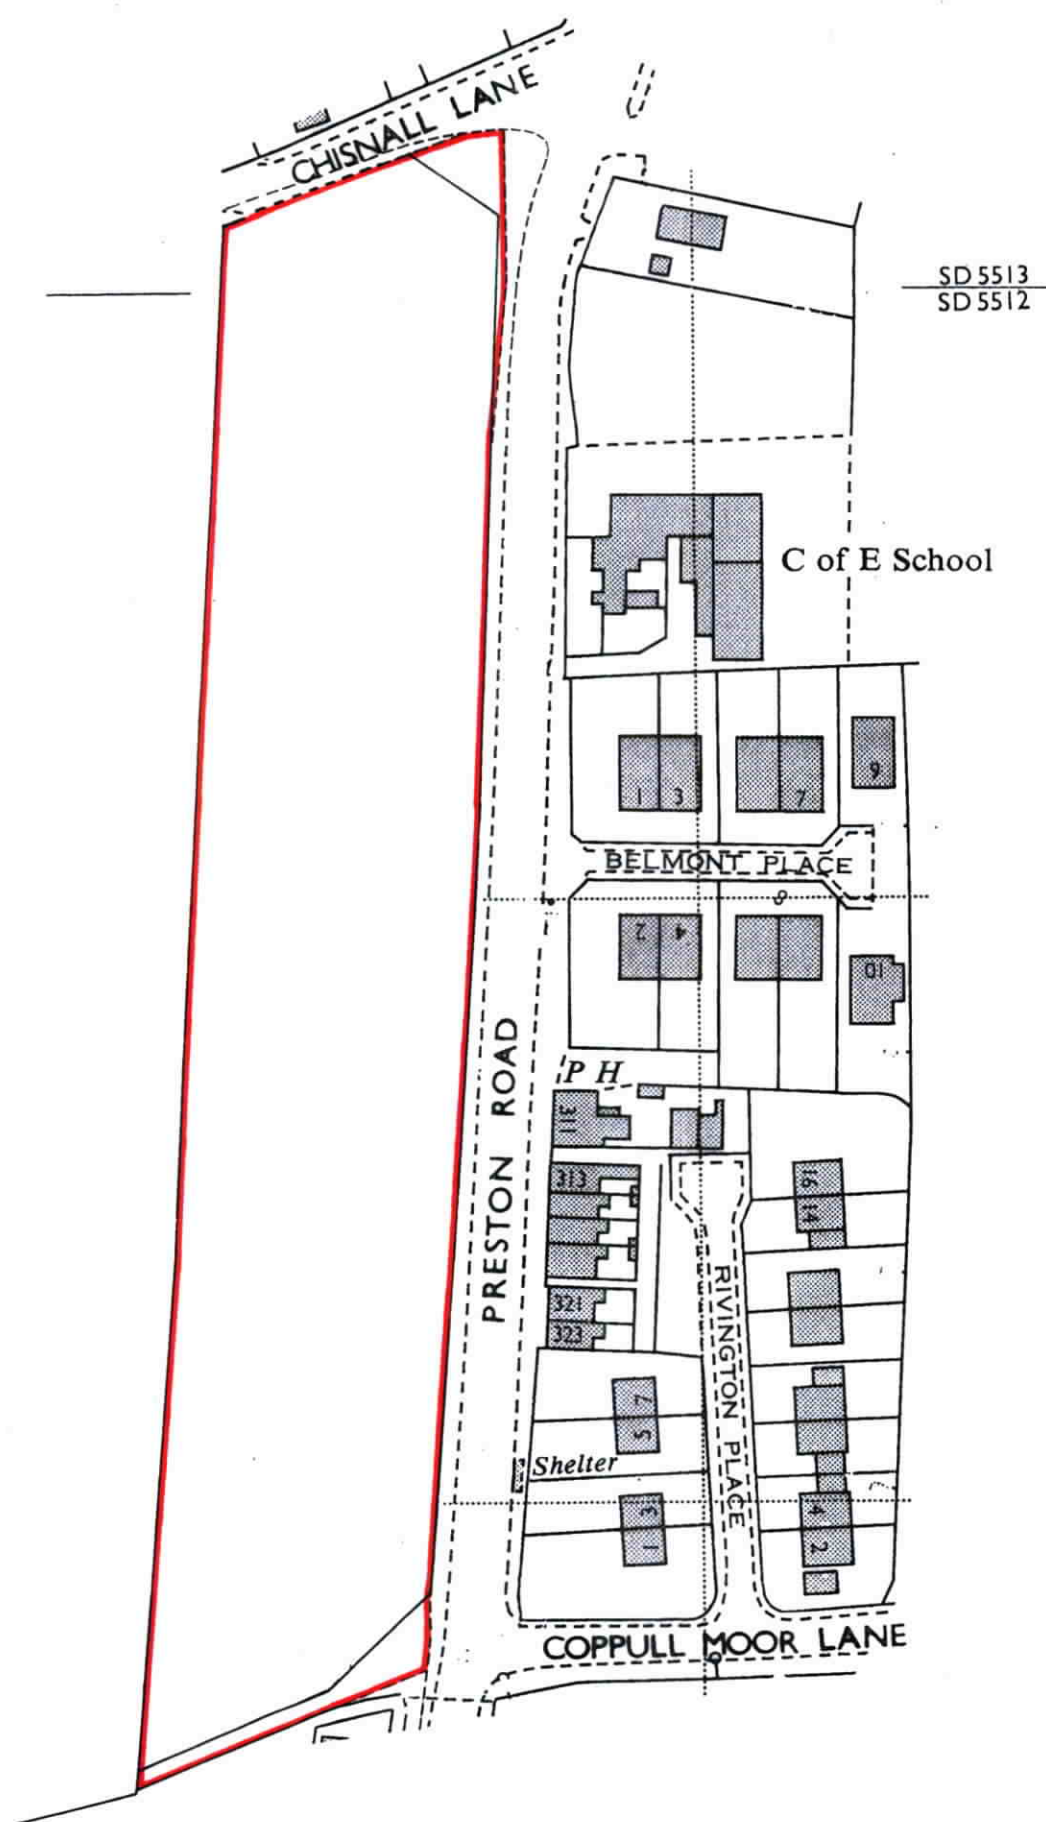 CHISNALL LANE
SD 5513
SD 5512
C of E School
1
3
7
9
BELMONT PLACE
2
4
8
10
PRESTON ROAD
P H
311
313
321
323
16
14
RIVINGTON PLACE
7
5
Shelter
3
1
4
2
COPPULL MOOR LANE